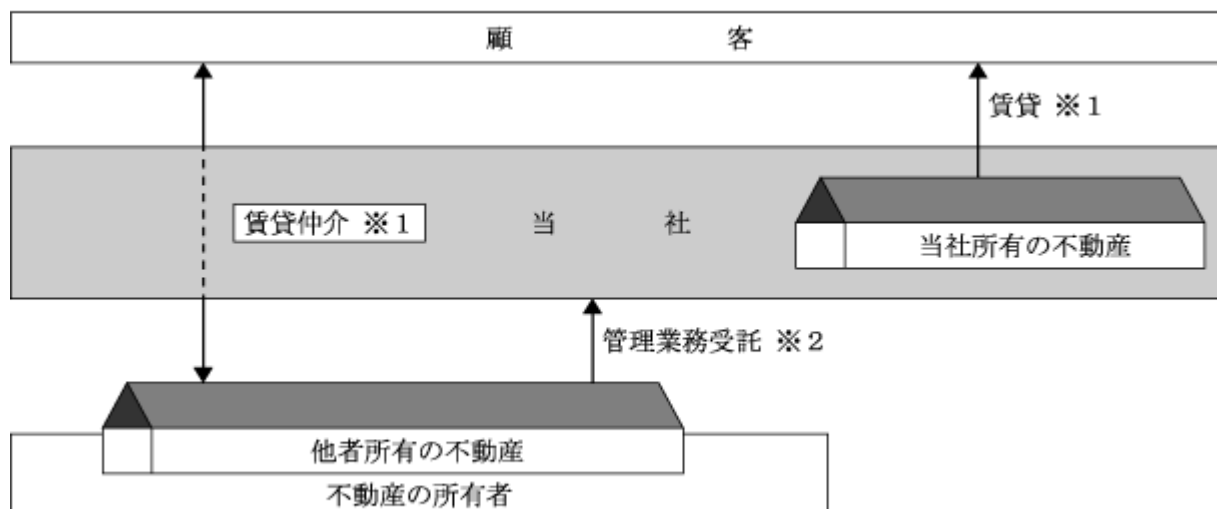 顧客
賃貸 ※1
賃貸仲介 ※1
当社
当社所有の不動産
管理業務受託 ※2
他者所有の不動産
不動産の所有者